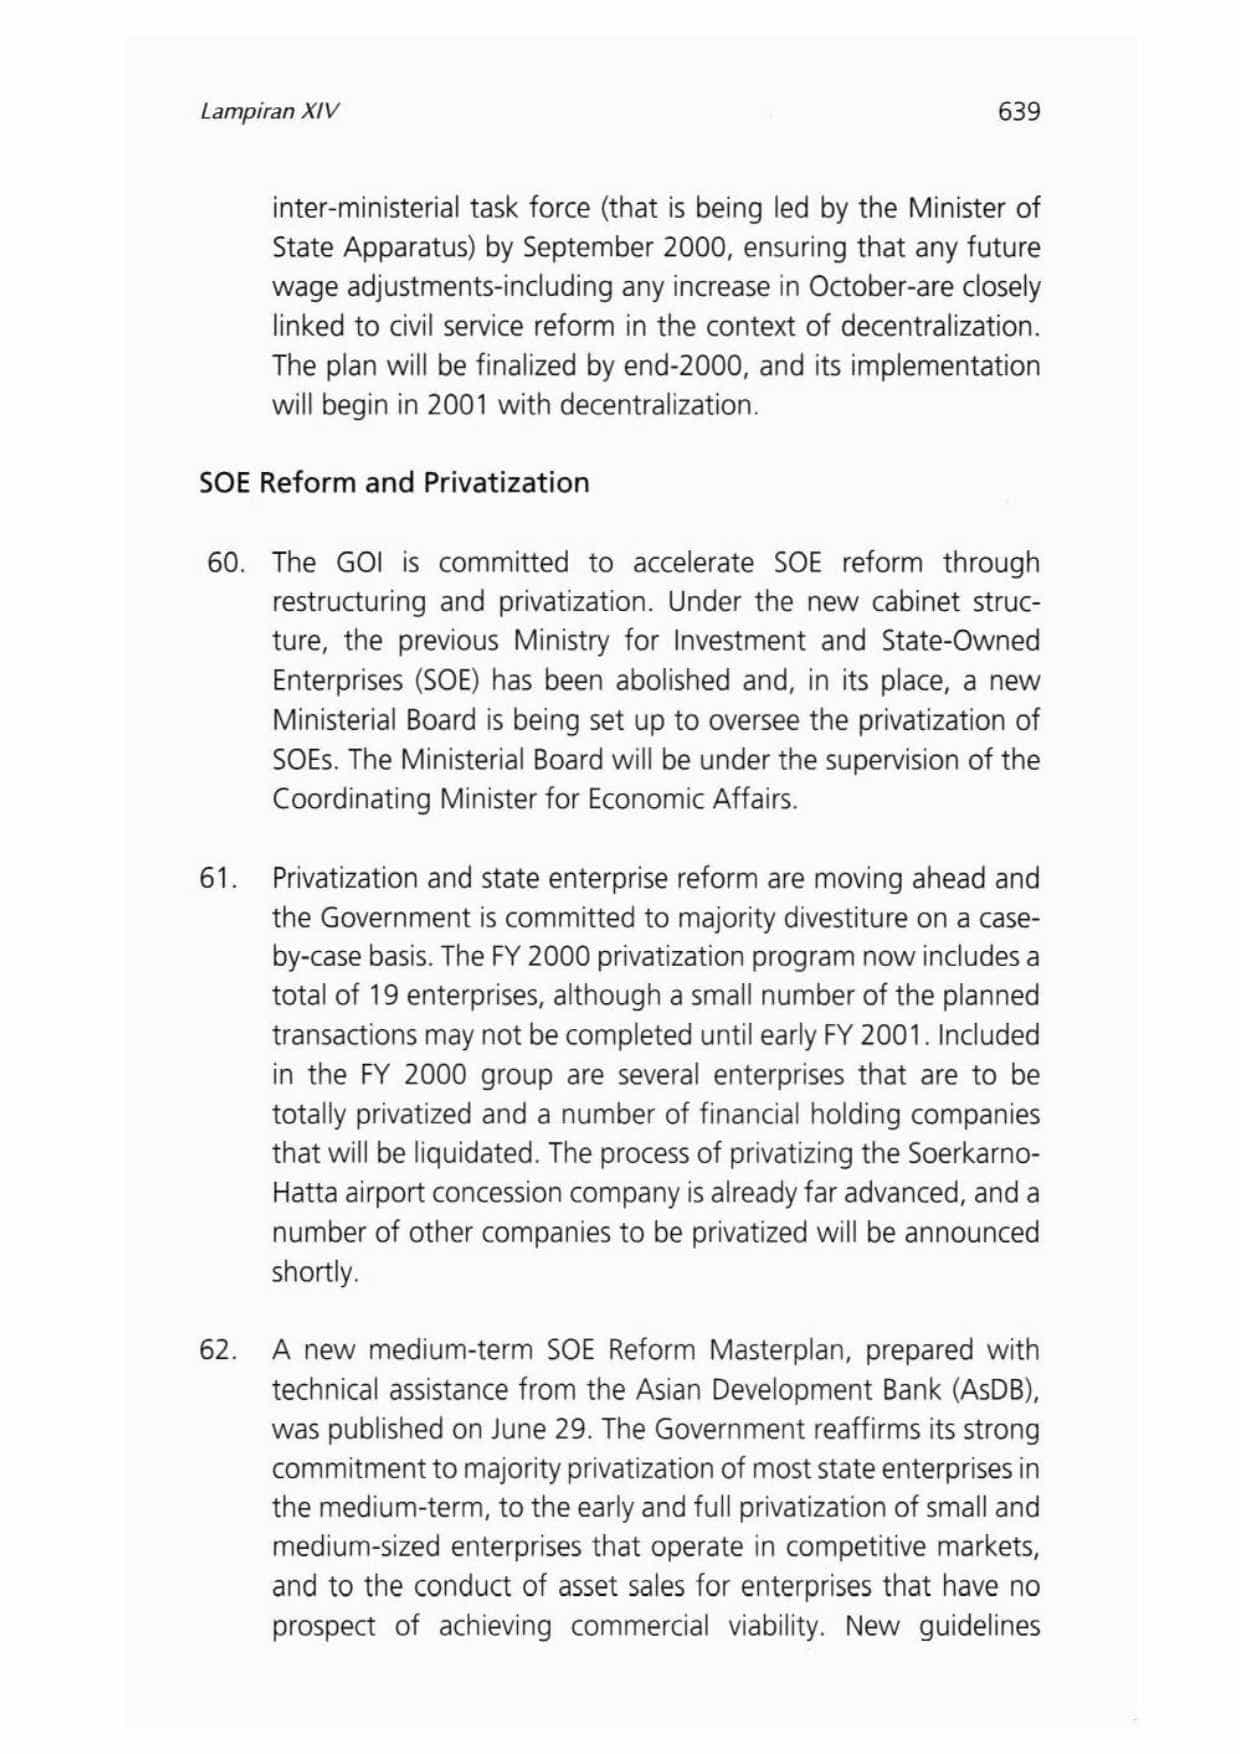 Lampiran XIV 639
inter-ministerial task force (that is being led by the Minister of
State Apparatus) by September 2000, ensuring that any future
wage adjustments-including any increase in October-are closely
linked to civil service reform in the context of decentralization.
The plan will be finalized by end-2000, and its implementation
will begin in 2001 with decentralization.
SOE Reform and Privatization
60. The GOI is committed to accelerate SOE reform through
restructuring and privatization. Under the new cabinet struc-
ture, the previous Ministry for Investment and State-Owned
Enterprises (SOE) has been abolished and, in its place, a new
Ministerial Board is being set up to oversee the privatization of
SOEs. The Ministerial Board will be under the supervision of the
Coordinating Minister for Economic Affairs.
61. Privatization and state enterprise reform are moving ahead and
the Government is committed to majority divestiture on a case-
by-case basis. The FY 2000 privatization program now includes a
total of 19 enterprises, although a small number of the planned
transactions may not be completed until early FY 2001. Included
in the FY 2000 group are several enterprises that are to be
totally privatized and a number of financial holding companies
that will be liquidated. The process of privatizing the Soerkarno-
Hatta airport concession company is already far advanced, and a
number of other companies to be privatized will be announced
shortly.
62. A new medium-term SOE Reform Masterplan, prepared with
technical assistance from the Asian Development Bank (AsDB),
was published on June 29. The Government reaffirms its strong
commitment to majority privatization of most state enterprises in
the medium-term, to the early and full privatization of small and
medium-sized enterprises that operate in competitive markets,
and to the conduct of asset sales for enterprises that have no
prospect of achieving commercial viability. New guidelines